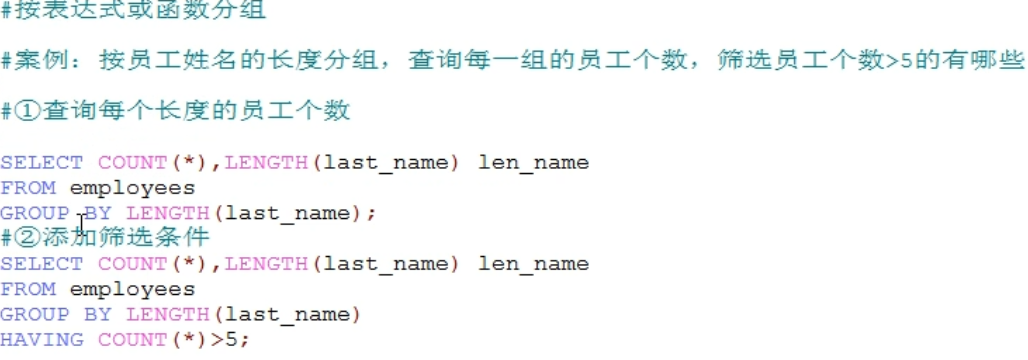 #按表达式或函数分组
#案例：按员工姓名的长度分组，查询每一组的员工个数，筛选员工个数>5的有哪些
#①查询每个长度的员工个数
SELECT COUNT(*),LENGTH(last_name) len_name
FROM employees
GROUP BY LENGTH(last_name);
#②添加筛选条件
SELECT COUNT(*),LENGTH(last_name) len_name
FROM employees
GROUP BY LENGTH(last_name)
HAVING COUNT(*)>5;